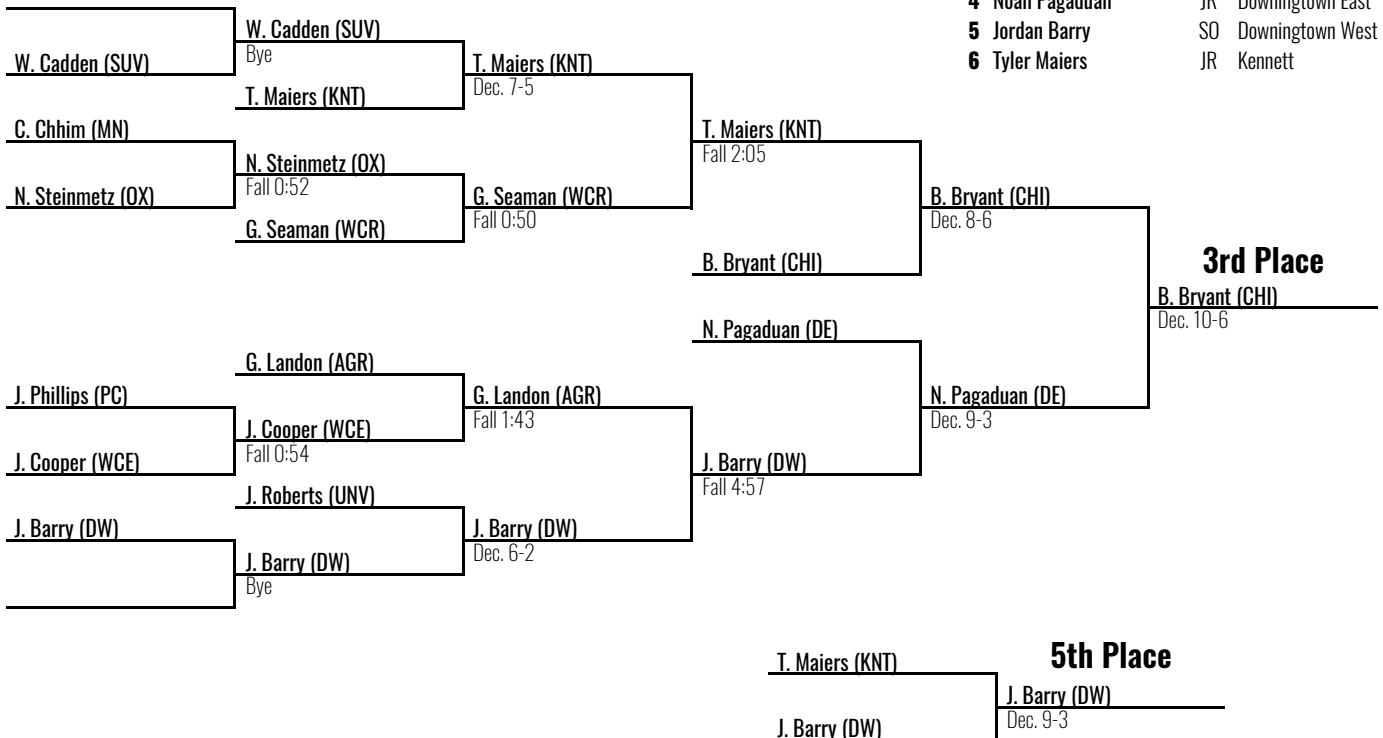 4 Noah Pagaduan JR Downingtown East
5 Jordan Barry SO Downingtown West
6 Tyler Maiers JR Kennett
W. Cadden (SUV)
W. Cadden (SUV)
Bye
T. Maiers (KNT)
T. Maiers (KNT)
Dec. 7-5
C. Chhim (MN)
N. Steinmetz (OX)
N. Steinmetz (OX)
Fall 0:52
G. Seaman (WCR)
G. Seaman (WCR)
Fall 0:50
T. Maiers (KNT)
Fall 2:05
B. Bryant (CHI)
B. Bryant (CHI)
Dec. 8-6
3rd Place
B. Bryant (CHI)
Dec. 10-6
N. Pagaduan (DE)
N. Pagaduan (DE)
Dec. 9-3
G. Landon (AGR)
J. Phillips (PC)
J. Cooper (WCE)
J. Cooper (WCE)
Fall 0:54
G. Landon (AGR)
Fall 1:43
J. Barry (DW)
Fall 4:57
J. Roberts (UNV)
J. Barry (DW)
J. Barry (DW)
Bye
J. Barry (DW)
Dec. 6-2
5th Place
T. Maiers (KNT)
J. Barry (DW)
J. Barry (DW)
Dec. 9-3